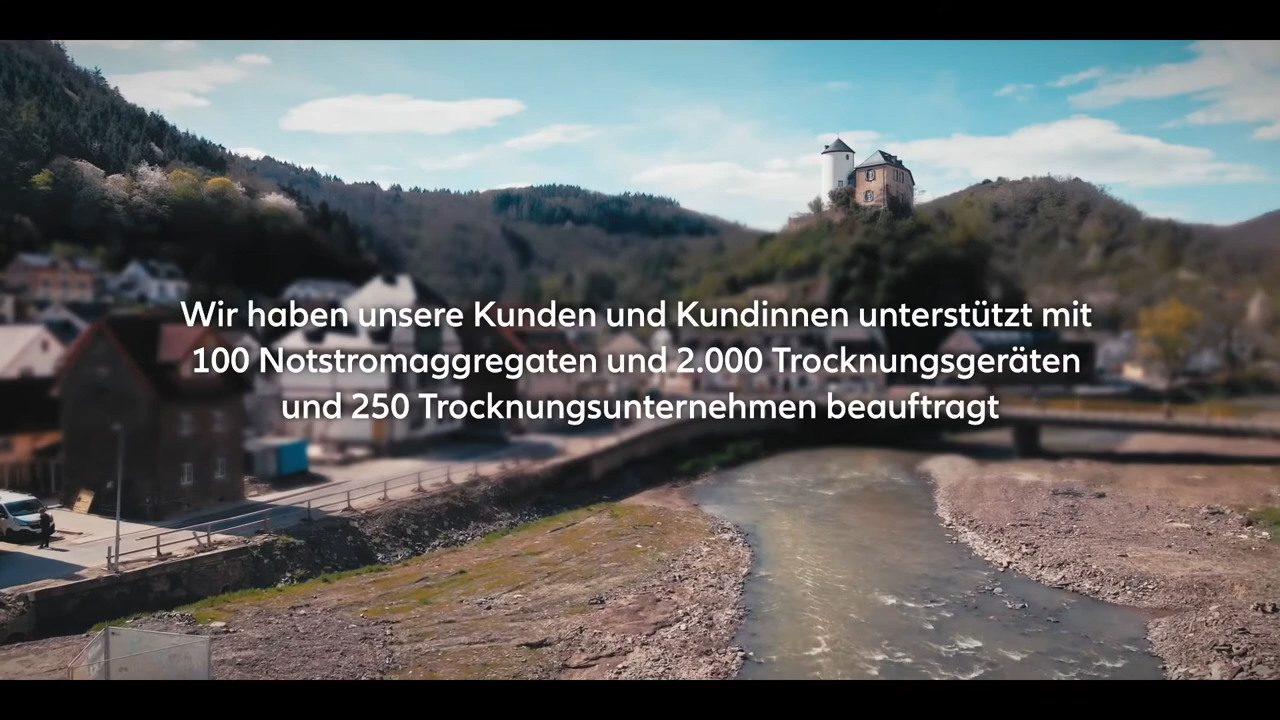 Wir haben unsere Kunden und Kundinnen unterstützt mit
100 Notstromaggregaten und 2.000 Trocknungsgeräten
und 250 Trocknungsunternehmen beauftragt